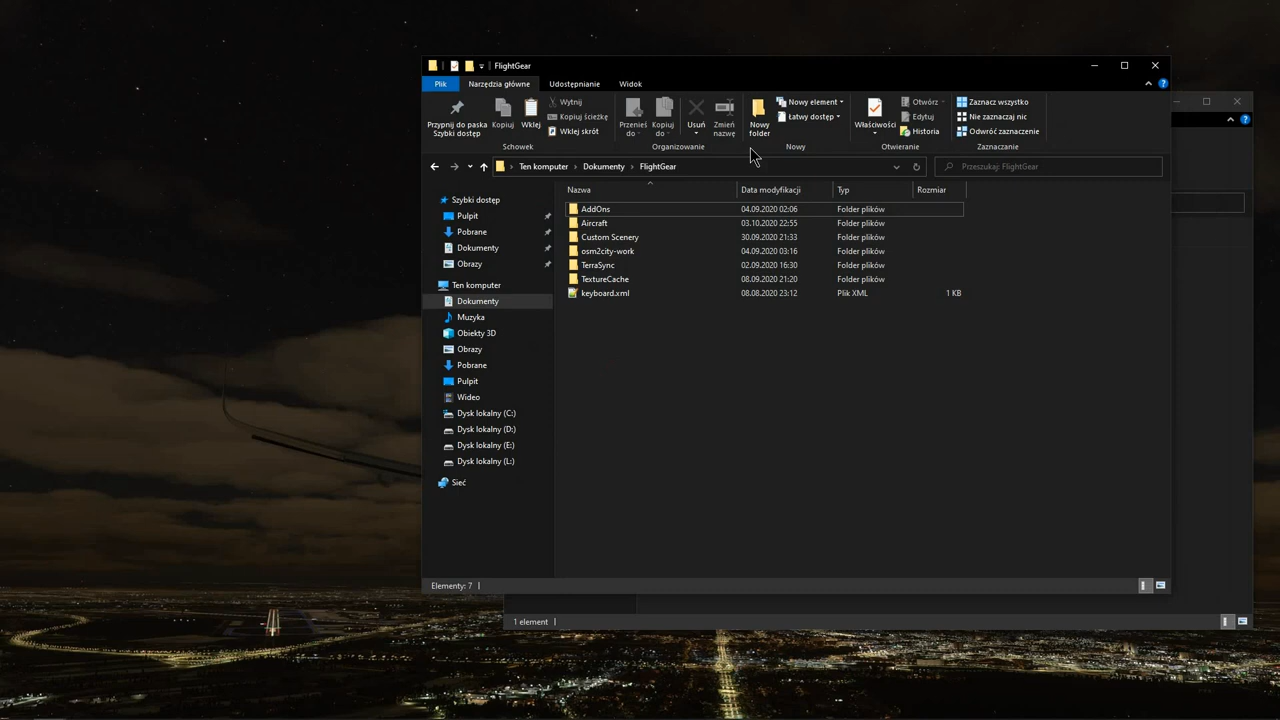 FlightGear
Plik Narzędzia główne Udostępnianie Widok
Przypnij do paska Szybki dostęp
Kopiuj
Wklej
Wytnij
Kopiuj ścieżkę
Wklej skrót
Schowek
Przenieś do
Kopiuj do
Usuń
Zmień nazwę
Organizowanie
Nowy folder
Nowy element
Łatwy dostęp
Nowy
Właściwości
Otwórz
Edytuj
Historia
Otwieranie
Zaznacz wszystko
Nie zaznaczaj nic
Odwróć zaznaczenie
Zaznaczanie
Ten komputer > Dokumenty > FlightGear
Przeszukaj: FlightGear
Szybki dostęp
Pulpit
Pobrane
Dokumenty
Obrazy
Ten komputer
Dokumenty
Muzyka
Obiekty 3D
Obrazy
Pobrane
Pulpit
Wideo
Dysk lokalny (C:)
Dysk lokalny (D:)
Dysk lokalny (E:)
Dysk lokalny (L:)
Sieć
Nazwa Data modyfikacji Typ Rozmiar
AddOns 04.09.2020 02:06 Folder plików
Aircraft 03.10.2020 22:55 Folder plików
Custom Scenery 30.09.2020 21:33 Folder plików
osm2city-work 04.09.2020 03:16 Folder plików
TerraSync 02.09.2020 16:30 Folder plików
TextureCache 08.09.2020 21:20 Folder plików
keyboard.xml 08.08.2020 23:12 Plik XML 1 KB
Elementy: 7
1 element